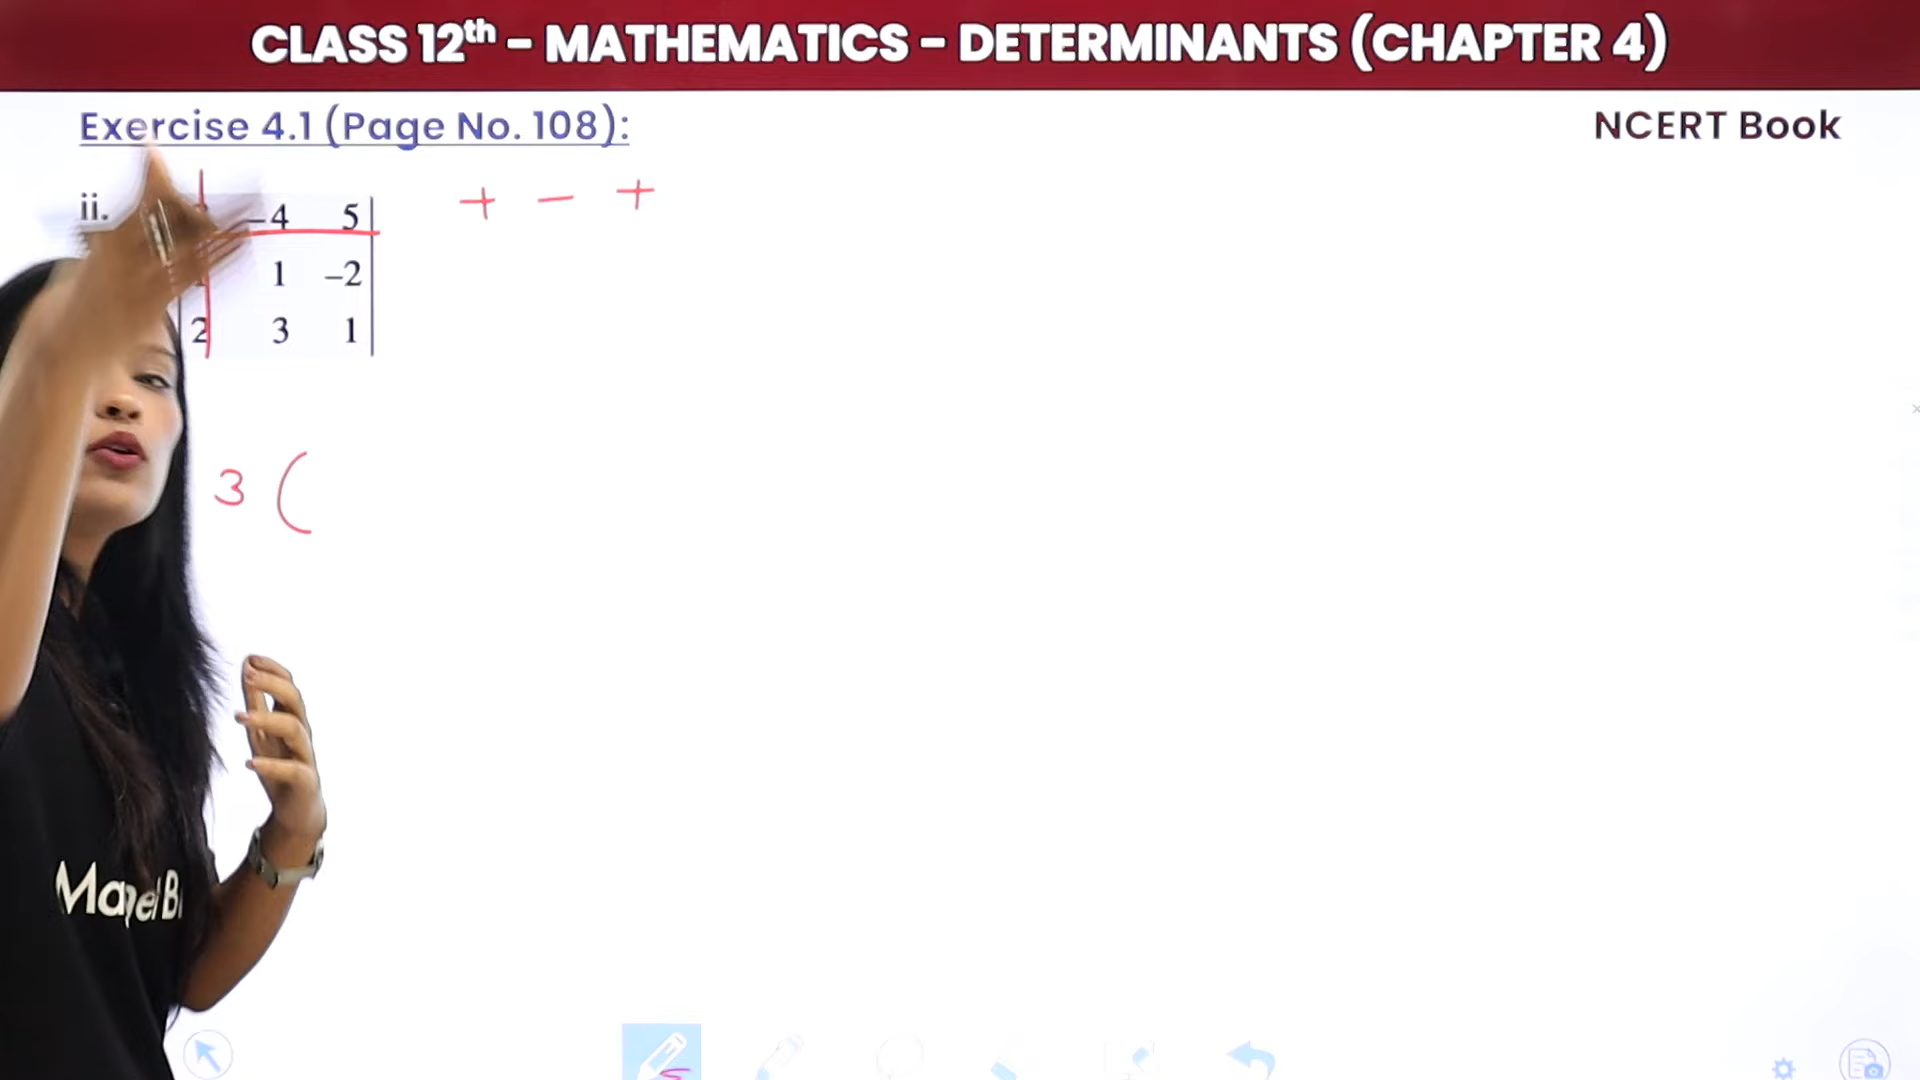 CLASS 12th - MATHEMATICS - DETERMINANTS (CHAPTER 4)
Exercise 4.1 (Page No. 108):
NCERT Book
ii.
-4 5
+ - +
1 -2
2 3 1
3 (